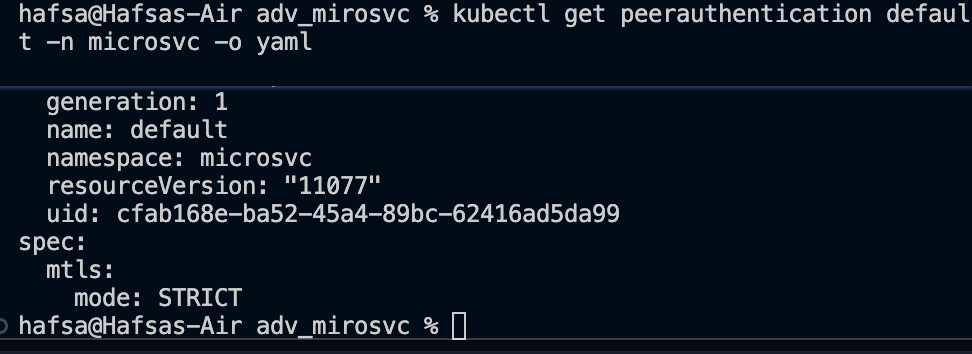 hafsa@Hafsas-Air adv_mirosvc % kubectl get peerauthentication defaul
t -n microsvc -o yaml
  generation: 1
  name: default
  namespace: microsvc
  resourceVersion: "11077"
  uid: cfab168e-ba52-45a4-89bc-62416ad5da99
spec:
  mtls:
    mode: STRICT
hafsa@Hafsas-Air adv_mirosvc %